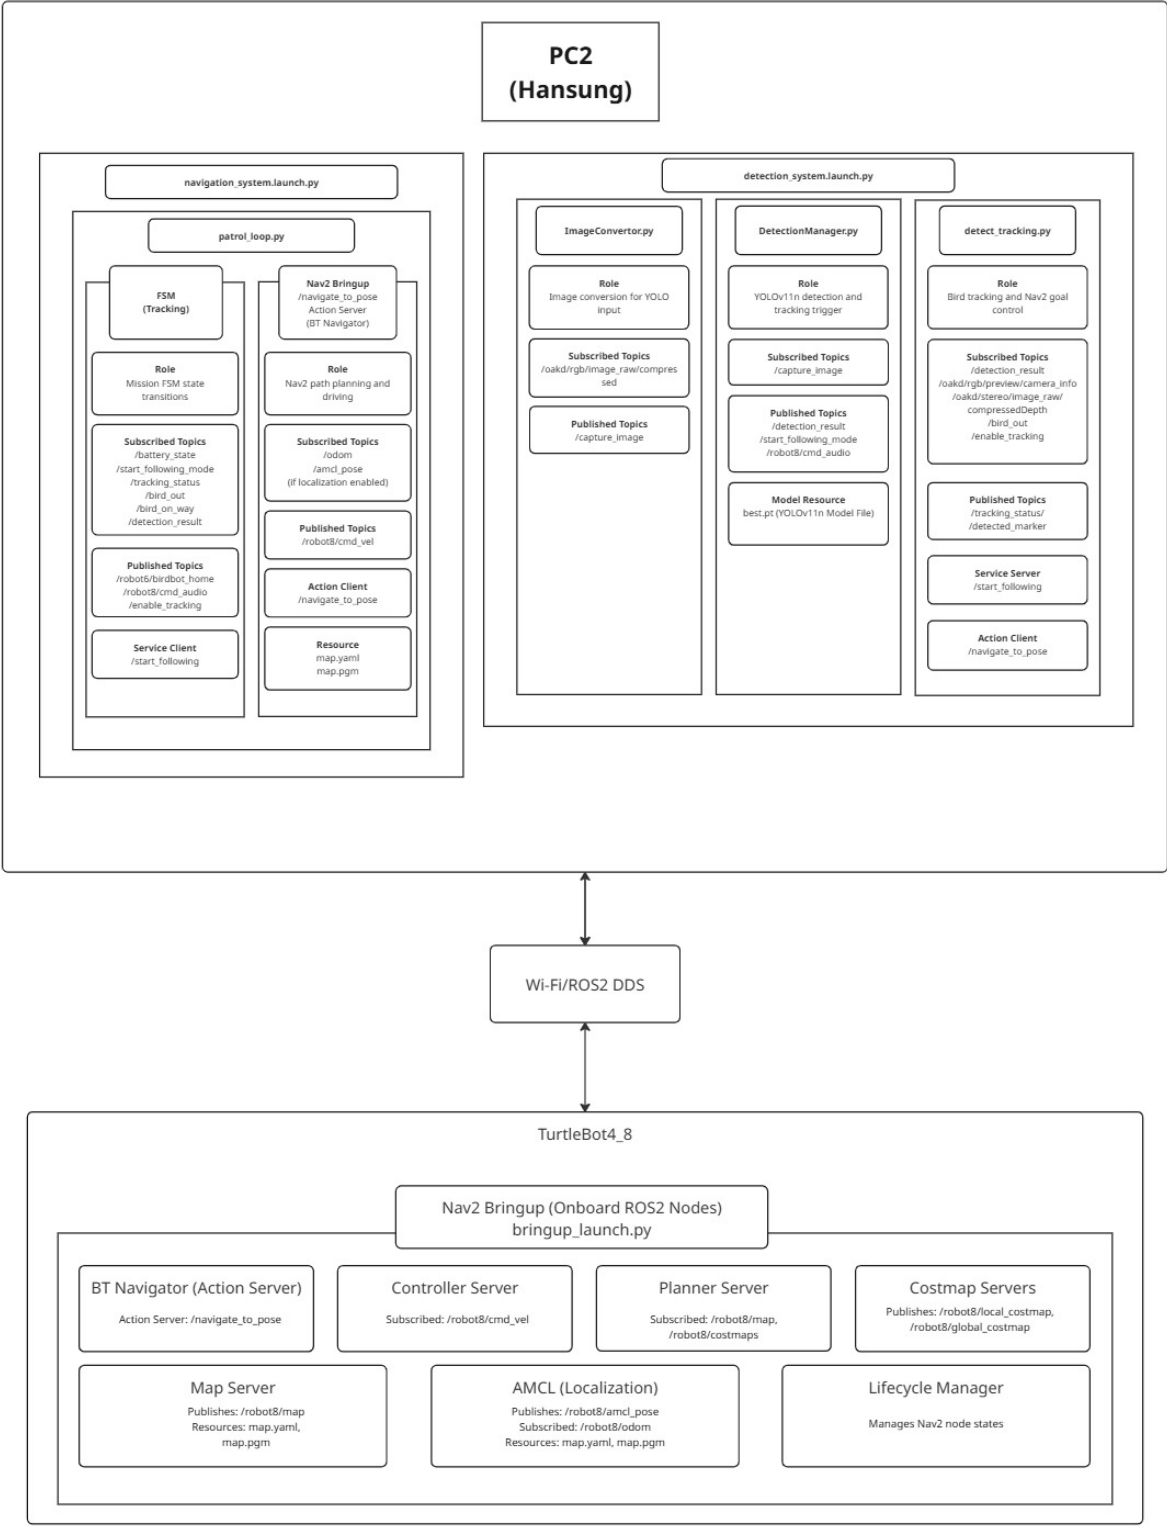 PC2
(Hansung)
navigation_system.launch.py
patrol_loop.py
FSM
(Tracking)
Role
Mission FSM state
transitions
Subscribed Topics
/battery_state
/start_following_mode
/tracking_status
/bird_out
/bird_on_way
/detection_result
Published Topics
/robot6/birdbot_home
/robot8/cmd_audio
/enable_tracking
Service Client
/start_following
Nav2 Bringup
/navigate_to_pose
Action Server
(BT Navigator)
Role
Nav2 path planning and
driving
Subscribed Topics
/odom
/amcl_pose
(if localization enabled)
Published Topics
/robot8/cmd_vel
Action Client
/navigate_to_pose
Resource
map.yaml
map.pgm
detection_system.launch.py
ImageConvertor.py
Role
Image conversion for YOLO
input
Subscribed Topics
/oakd/rgb/image_raw/compres
sed
Published Topics
/capture_image
DetectionManager.py
Role
YOLOv11n detection and
tracking trigger
Subscribed Topics
/capture_image
Published Topics
/detection_result
/start_following_mode
/robot8/cmd_audio
Model Resource
best.pt (YOLOv11n Model File)
detect_tracking.py
Role
Bird tracking and Nav2 goal
control
Subscribed Topics
/detection_result
/oakd/rgb/preview/camera_info
/oakd/stereo/image_raw/
compressedDepth
/bird_out
/enable_tracking
Published Topics
/tracking_status/
/detected_marker
Service Server
/start_following
Action Client
/navigate_to_pose
Wi-Fi/ROS2 DDS
TurtleBot4_8
Nav2 Bringup (Onboard ROS2 Nodes)
bringup_launch.py
BT Navigator (Action Server)
Action Server: /navigate_to_pose
Controller Server
Subscribed: /robot8/cmd_vel
Planner Server
Subscribed: /robot8/map,
/robot8/costmaps
Costmap Servers
Publishes: /robot8/local_costmap,
/robot8/global_costmap
Map Server
Publishes: /robot8/map
Resources: map.yaml,
map.pgm
AMCL (Localization)
Publishes: /robot8/amcl_pose
Subscribed: /robot8/odom
Resources: map.yaml, map.pgm
Lifecycle Manager
Manages Nav2 node states